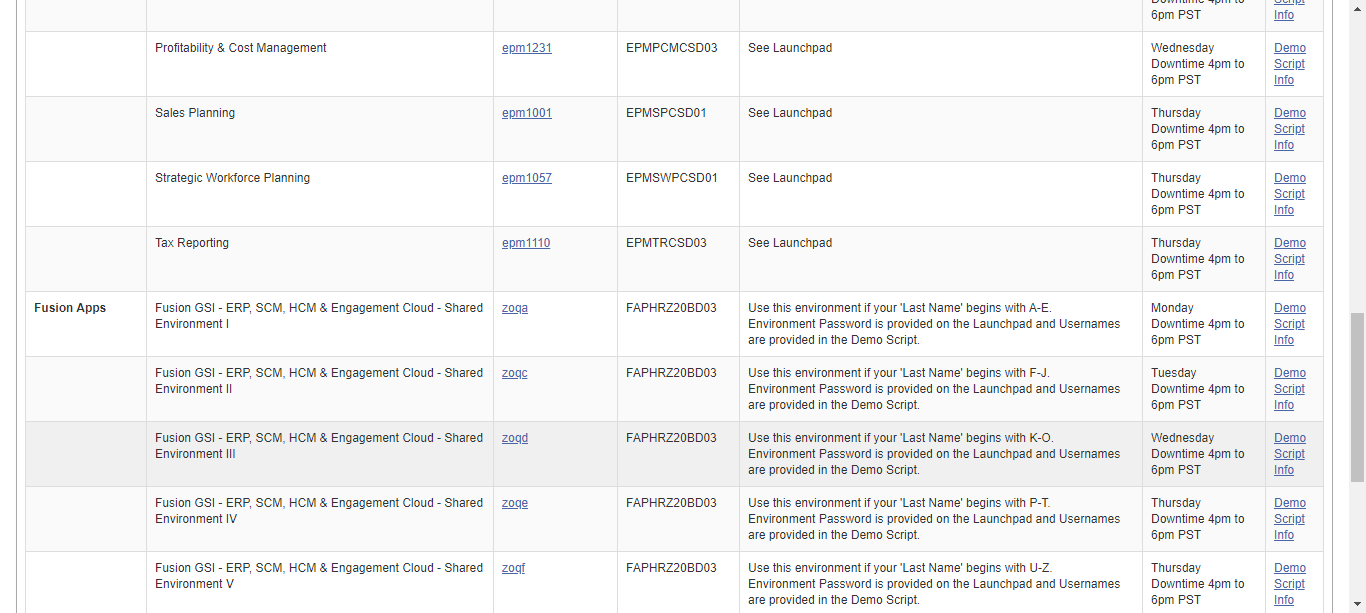 Downtime 4pm to
6pm PST
Script
Info
Profitability & Cost Management
epm1231
EPMPCMCSD03
See Launchpad
Wednesday
Downtime 4pm to
6pm PST
Demo
Script
Info
Sales Planning
epm1001
EPMSPCSD01
See Launchpad
Thursday
Downtime 4pm to
6pm PST
Demo
Script
Info
Strategic Workforce Planning
epm1057
EPMSWPCSD01
See Launchpad
Thursday
Downtime 4pm to
6pm PST
Demo
Script
Info
Tax Reporting
epm1110
EPMTRCSD03
See Launchpad
Thursday
Downtime 4pm to
6pm PST
Demo
Script
Info
Fusion Apps
Fusion GSI - ERP, SCM, HCM & Engagement Cloud - Shared
Environment I
zoqa
FAPHRZ20BD03
Use this environment if your 'Last Name' begins with A-E.
Environment Password is provided on the Launchpad and Usernames
are provided in the Demo Script.
Monday
Downtime 4pm to
6pm PST
Demo
Script
Info
Fusion GSI - ERP, SCM, HCM & Engagement Cloud - Shared
Environment II
zoqc
FAPHRZ20BD03
Use this environment if your 'Last Name' begins with F-J.
Environment Password is provided on the Launchpad and Usernames
are provided in the Demo Script.
Tuesday
Downtime 4pm to
6pm PST
Demo
Script
Info
Fusion GSI - ERP, SCM, HCM & Engagement Cloud - Shared
Environment III
zoqd
FAPHRZ20BD03
Use this environment if your 'Last Name' begins with K-O.
Environment Password is provided on the Launchpad and Usernames
are provided in the Demo Script.
Wednesday
Downtime 4pm to
6pm PST
Demo
Script
Info
Fusion GSI - ERP, SCM, HCM & Engagement Cloud - Shared
Environment IV
zoqe
FAPHRZ20BD03
Use this environment if your 'Last Name' begins with P-T.
Environment Password is provided on the Launchpad and Usernames
are provided in the Demo Script.
Thursday
Downtime 4pm to
6pm PST
Demo
Script
Info
Fusion GSI - ERP, SCM, HCM & Engagement Cloud - Shared
Environment V
zoqf
FAPHRZ20BD03
Use this environment if your 'Last Name' begins with U-Z.
Environment Password is provided on the Launchpad and Usernames
are provided in the Demo Script.
Thursday
Downtime 4pm to
6pm PST
Demo
Script
Info